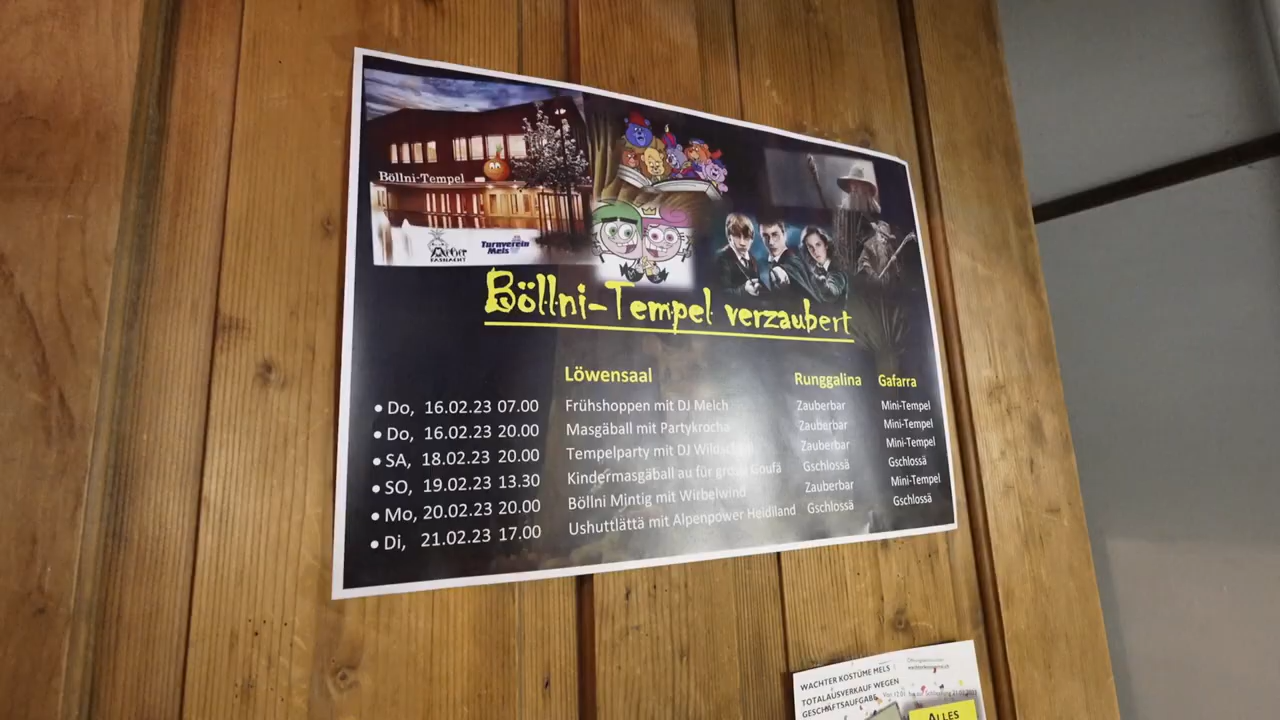 Böllni-Tempel
FASNACHT
Turnverein
Mels
Böllni-Tempel verzaubert
Löwensaal Runggalina Gafarra
• Do, 16.02.23 07.00 Frühshoppen mit DJ Melch Zauberbar Mini-Tempel
• Do, 16.02.23 20.00 Masgäball mit Partykrocha Zauberbar Mini-Tempel
• SA, 18.02.23 20.00 Tempelparty mit DJ Zauberbar Mini-Tempel
• SO, 19.02.23 13.30 Kindermasgäball au für Goufä Gschlossä Gschlossä
• Mo, 20.02.23 20.00 Böllni Mintig mit Wirbelwind Zauberbar Mini-Tempel
• Di, 21.02.23 17.00 Ushuttlättä mit Alpenpower Heidiland Gschlossä Gschlossä
WACHTER KOSTÜME MELS
TOTALAUSVERKAUF WEGEN
GESCHÄFTSAUFGABE
ALLES